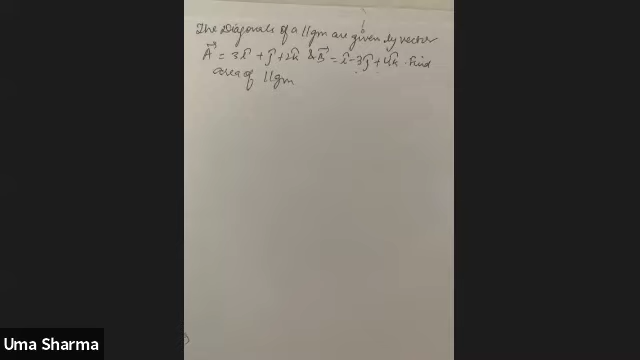 The Diagonals of a ||gm are given by vector
A⃗ = 3î + ĵ + 2k̂ & B⃗ = î - 3ĵ + 4k̂. Find
area of ||gm
Uma Sharma